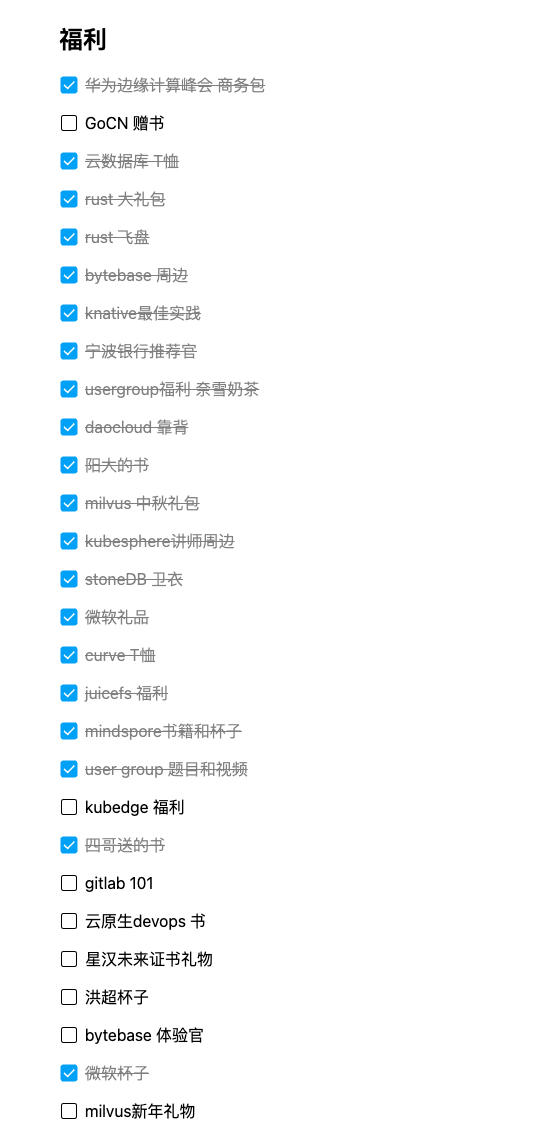 福利
华为边缘计算峰会 商务包
GoCN 赠书
云数据库 T恤
rust 大礼包
rust 飞盘
bytebase 周边
knative最佳实践
宁波银行推荐官
usergroup福利 奈雪奶茶
daocloud 靠背
阳大的书
milvus 中秋礼包
kubesphere讲师周边
stoneDB 卫衣
微软礼品
curve T恤
juicefs 福利
mindspore书籍和杯子
user group 题目和视频
kubedge 福利
四哥送的书
gitlab 101
云原生devops 书
星汉未来证书礼物
洪超杯子
bytebase 体验官
微软杯子
milvus新年礼物